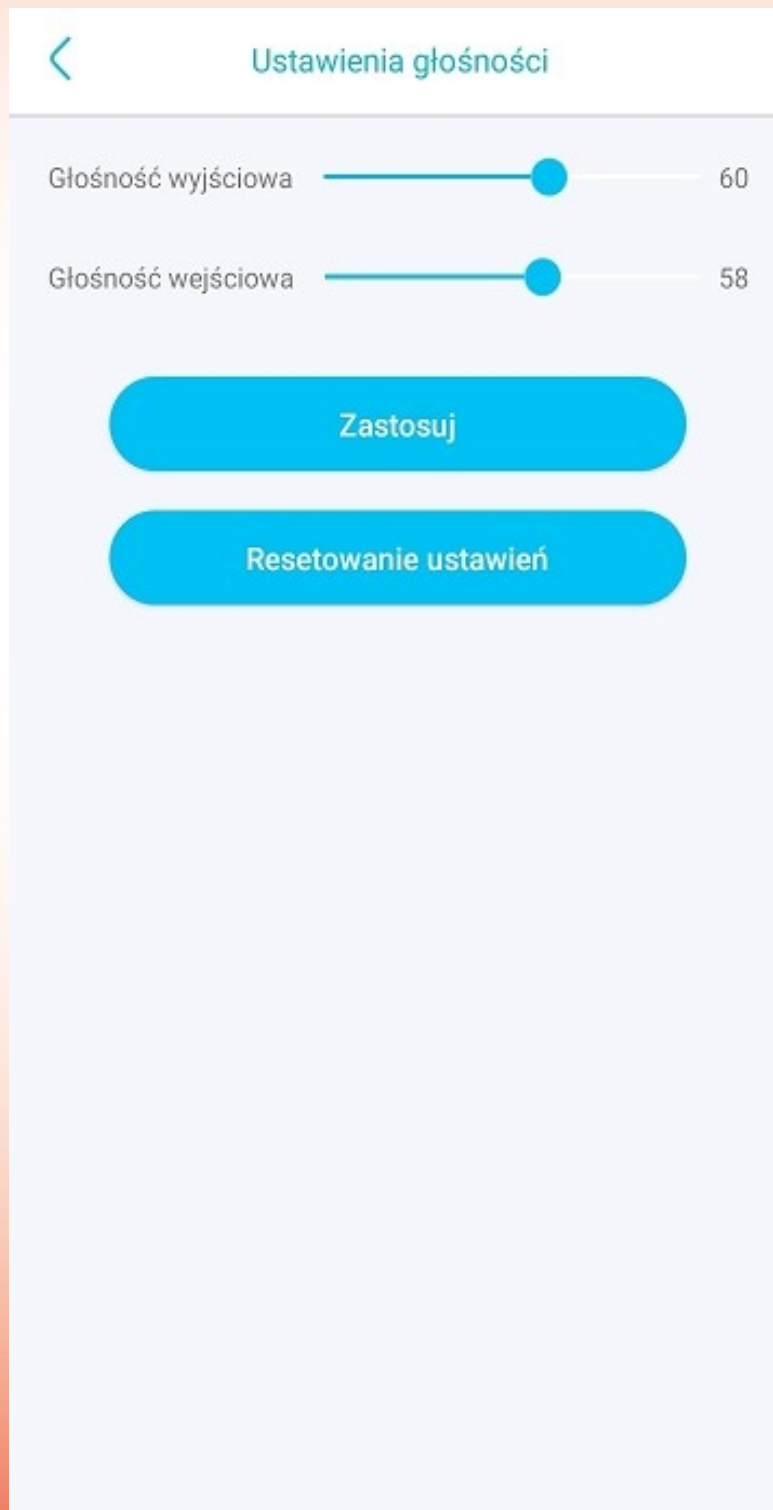 Ustawienia głośności
Głośność wyjściowa 60
Głośność wejściowa 58
Zastosuj
Resetowanie ustawień